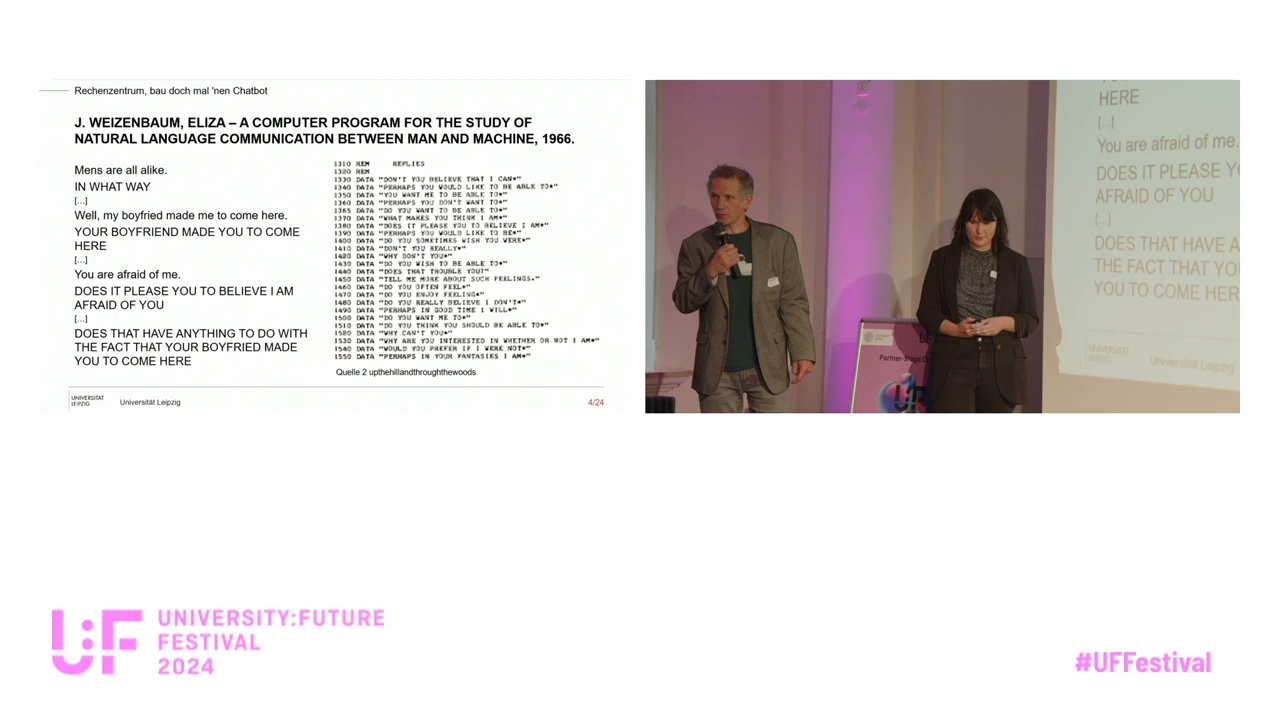 Rechenzentrum, bau doch mal 'nen Chatbot
J. WEIZENBAUM, ELIZA – A COMPUTER PROGRAM FOR THE STUDY OF
NATURAL LANGUAGE COMMUNICATION BETWEEN MAN AND MACHINE, 1966.
Mens are all alike.
IN WHAT WAY
[...]
Well, my boyfried made me to come here.
YOUR BOYFRIEND MADE YOU TO COME
HERE
[...]
You are afraid of me.
DOES IT PLEASE YOU TO BELIEVE I AM
AFRAID OF YOU
[...]
DOES THAT HAVE ANYTHING TO DO WITH
THE FACT THAT YOUR BOYFRIED MADE
YOU TO COME HERE
1310 REM REPLIES
1320 REM
1330 DATA "DON'T YOU BELIEVE THAT I CAN*"
1340 DATA "PERHAPS YOU WOULD LIKE TO BE ABLE TO*"
1350 DATA "YOU WANT ME TO BE ABLE TO*"
1360 DATA "PERHAPS YOU DON'T WANT TO*"
1365 DATA "DO YOU WANT TO BE ABLE TO*"
1370 DATA "WHAT MAKES YOU THINK I AM*"
1380 DATA "DOES IT PLEASE YOU TO BELIEVE I AM*"
1390 DATA "PERHAPS YOU WOULD LIKE TO BE*"
1400 DATA "DO YOU SOMETIMES WISH YOU WERE*"
1410 DATA "DON'T YOU REALLY*"
1420 DATA "WHY DON'T YOU*"
1430 DATA "DO YOU WISH TO BE ABLE TO*"
1440 DATA "DOES THAT TROUBLE YOU?"
1450 DATA "TELL ME MORE ABOUT SUCH FEELINGS."
1460 DATA "DO YOU OFTEN FEEL*"
1470 DATA "DO YOU ENJOY FEELING*"
1480 DATA "DO YOU REALLY BELIEVE I DON'T*"
1490 DATA "PERHAPS IN GOOD TIME I WILL*"
1500 DATA "DO YOU WANT ME TO*"
1510 DATA "DO YOU THINK YOU SHOULD BE ABLE TO*"
1520 DATA "WHY CAN'T YOU*"
1530 DATA "WHY ARE YOU INTERESTED IN WHETHER OR NOT I AM*"
1540 DATA "WOULD YOU PREFER IF I WERE NOT*"
1550 DATA "PERHAPS IN YOUR FANTASIES I AM*"
Quelle 2 upthehillandthroughthewoods
UNIVERSITÄT
LEIPZIG
Universität Leipzig
4/24
HERE
[...]
You are afraid of me.
DOES IT PLEASE
AFRAID OF YOU
[...]
DOES THAT HAVE A
THE FACT THAT
YOU TO COME HER
UNIVERSITÄT
LEIPZIG
Universität Leipzig
Partner-Stage
U:F
UNIVERSITY:FUTURE
FESTIVAL
2024
#UFFestival